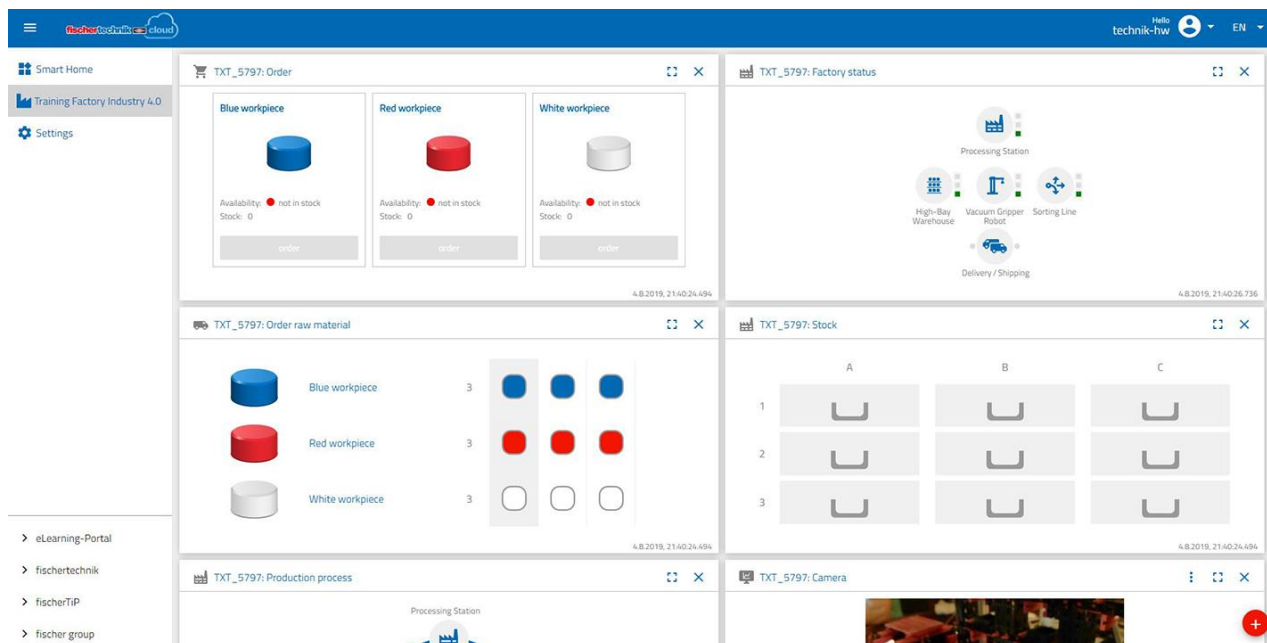 fischertechnik cloud
Hello
technik-hw
EN
Smart Home
Training Factory Industry 4.0
Settings
eLearning-Portal
fischertechnik
fischerTiP
fischer group
TXT_5797: Order
Blue workpiece
Red workpiece
White workpiece
Availability: not in stock
Stock: 0
order
Availability: not in stock
Stock: 0
order
Availability: not in stock
Stock: 0
order
4.8.2019, 21:40:24.494
TXT_5797: Factory status
Processing Station
High-Bay
Warehouse
Vacuum Gripper
Robot
Sorting Line
Delivery / Shipping
4.8.2019, 21:40:26.736
TXT_5797: Order raw material
Blue workpiece 3
Red workpiece 3
White workpiece 3
4.8.2019, 21:40:24.494
TXT_5797: Stock
A B C
1
2
3
4.8.2019, 21:40:24.494
TXT_5797: Production process
Processing Station
TXT_5797: Camera